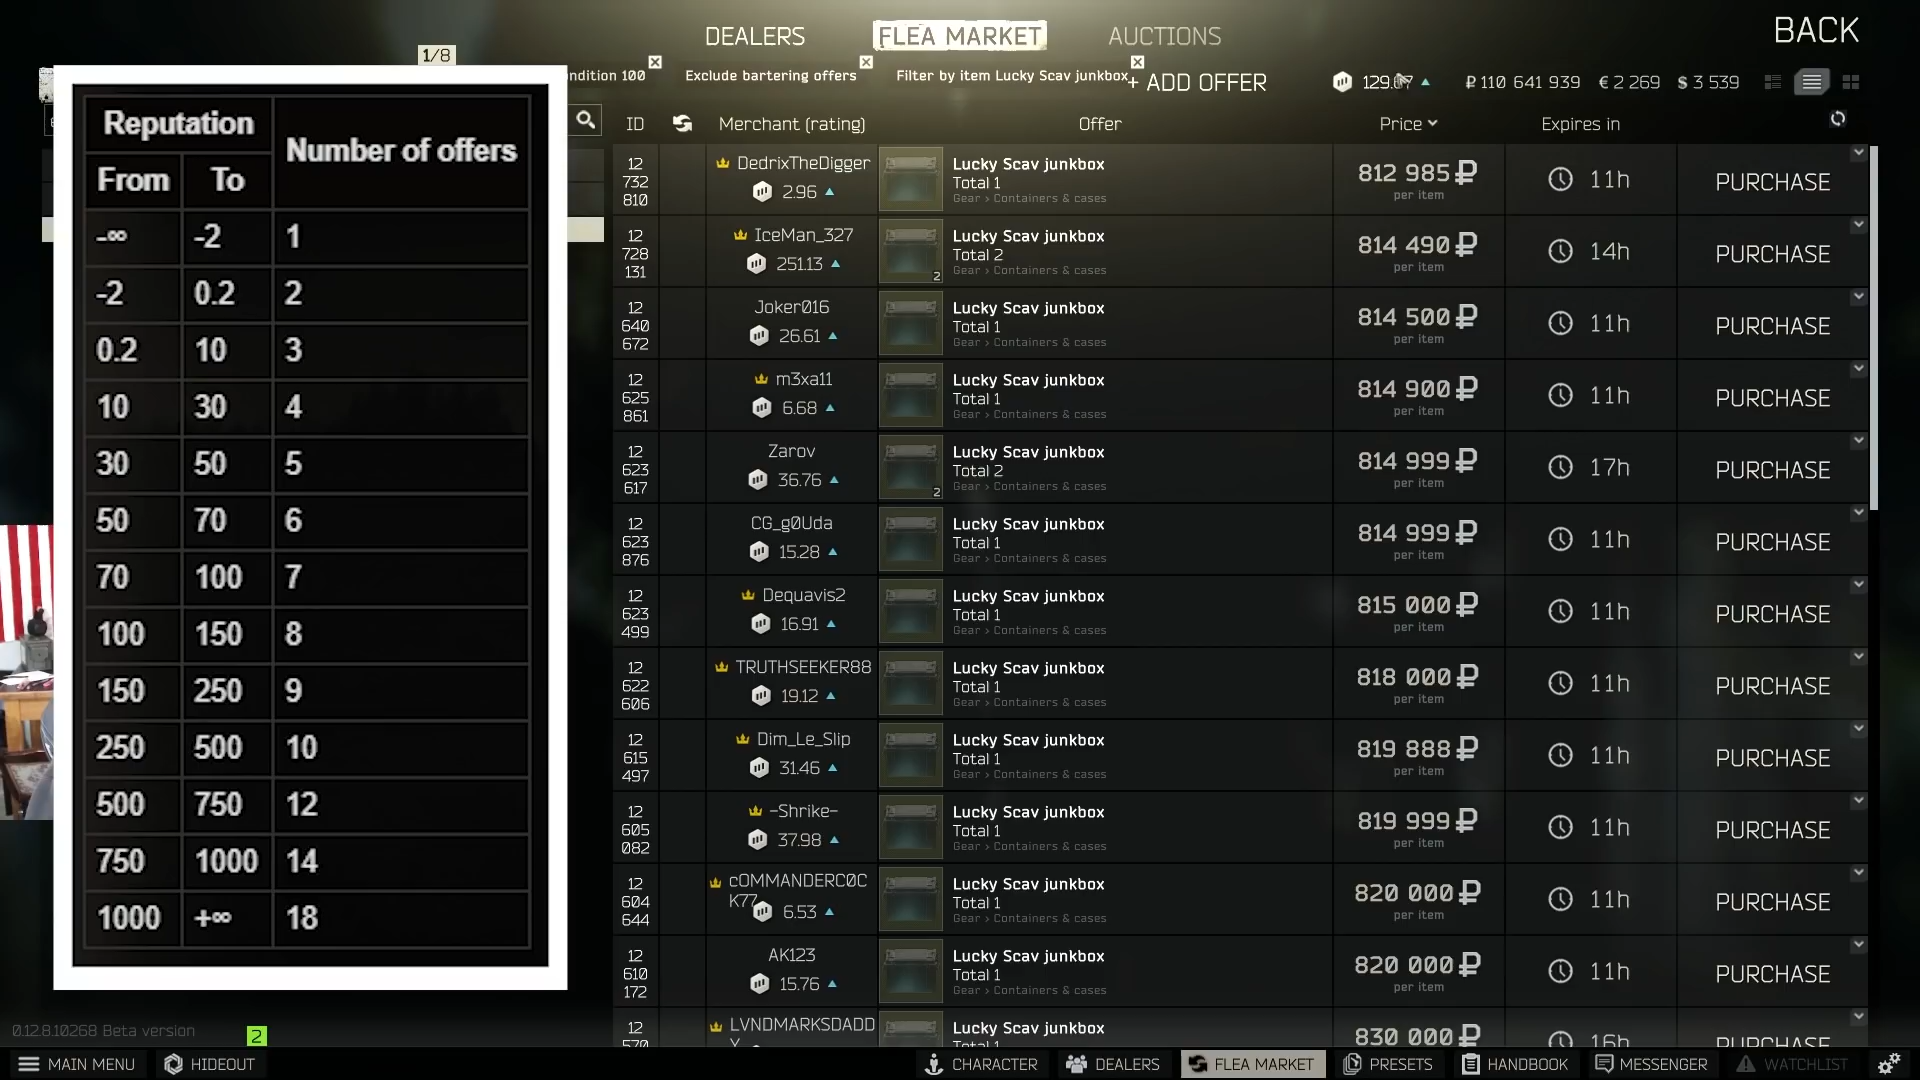 DEALERS
FLEA MARKET
AUCTIONS
BACK
1/8
ndition 100
Exclude bartering offers
Filter by item Lucky Scav junkbox
+ ADD OFFER
₽ 110 641 939
€ 2 269
$ 3 539
Reputation
Number of offers
From To
-∞ -2 1
-2 0.2 2
0.2 10 3
10 30 4
30 50 5
50 70 6
70 100 7
100 150 8
150 250 9
250 500 10
500 750 12
750 1000 14
1000 +∞ 18
ID Merchant (rating) Offer Price Expires in
12 732 810 DedrixTheDigger 2.96 Lucky Scav junkbox Total 1 Gear > Containers & cases 812 985 ₽ per item 11h PURCHASE
12 728 131 IceMan_327 251.13 Lucky Scav junkbox Total 2 Gear > Containers & cases 2 814 490 ₽ per item 14h PURCHASE
12 640 672 Joker016 26.61 Lucky Scav junkbox Total 1 Gear > Containers & cases 814 500 ₽ per item 11h PURCHASE
12 625 861 m3xa11 6.68 Lucky Scav junkbox Total 1 Gear > Containers & cases 814 900 ₽ per item 11h PURCHASE
12 623 617 Zarov 36.76 Lucky Scav junkbox Total 2 Gear > Containers & cases 2 814 999 ₽ per item 17h PURCHASE
12 623 876 CG_g0Uda 15.28 Lucky Scav junkbox Total 1 Gear > Containers & cases 814 999 ₽ per item 11h PURCHASE
12 623 499 Dequavis2 16.91 Lucky Scav junkbox Total 1 Gear > Containers & cases 815 000 ₽ per item 11h PURCHASE
12 622 606 TRUTHSEEKER88 19.12 Lucky Scav junkbox Total 1 Gear > Containers & cases 818 000 ₽ per item 11h PURCHASE
12 615 497 Dim_Le_Slip 31.46 Lucky Scav junkbox Total 1 Gear > Containers & cases 819 888 ₽ per item 11h PURCHASE
12 605 082 -Shrike- 37.98 Lucky Scav junkbox Total 1 Gear > Containers & cases 819 999 ₽ per item 11h PURCHASE
12 604 644 cOMMANDERC0CK77 6.53 Lucky Scav junkbox Total 1 Gear > Containers & cases 820 000 ₽ per item 11h PURCHASE
12 610 172 AK123 15.76 Lucky Scav junkbox Total 1 Gear > Containers & cases 820 000 ₽ per item 11h PURCHASE
12 LVNDMARKSDADD Lucky Scav junkbox 830 000 ₽
0.12.8.10268 Beta version
2
MAIN MENU
HIDEOUT
CHARACTER
DEALERS
FLEA MARKET
PRESETS
HANDBOOK
MESSENGER
WATCHLIST